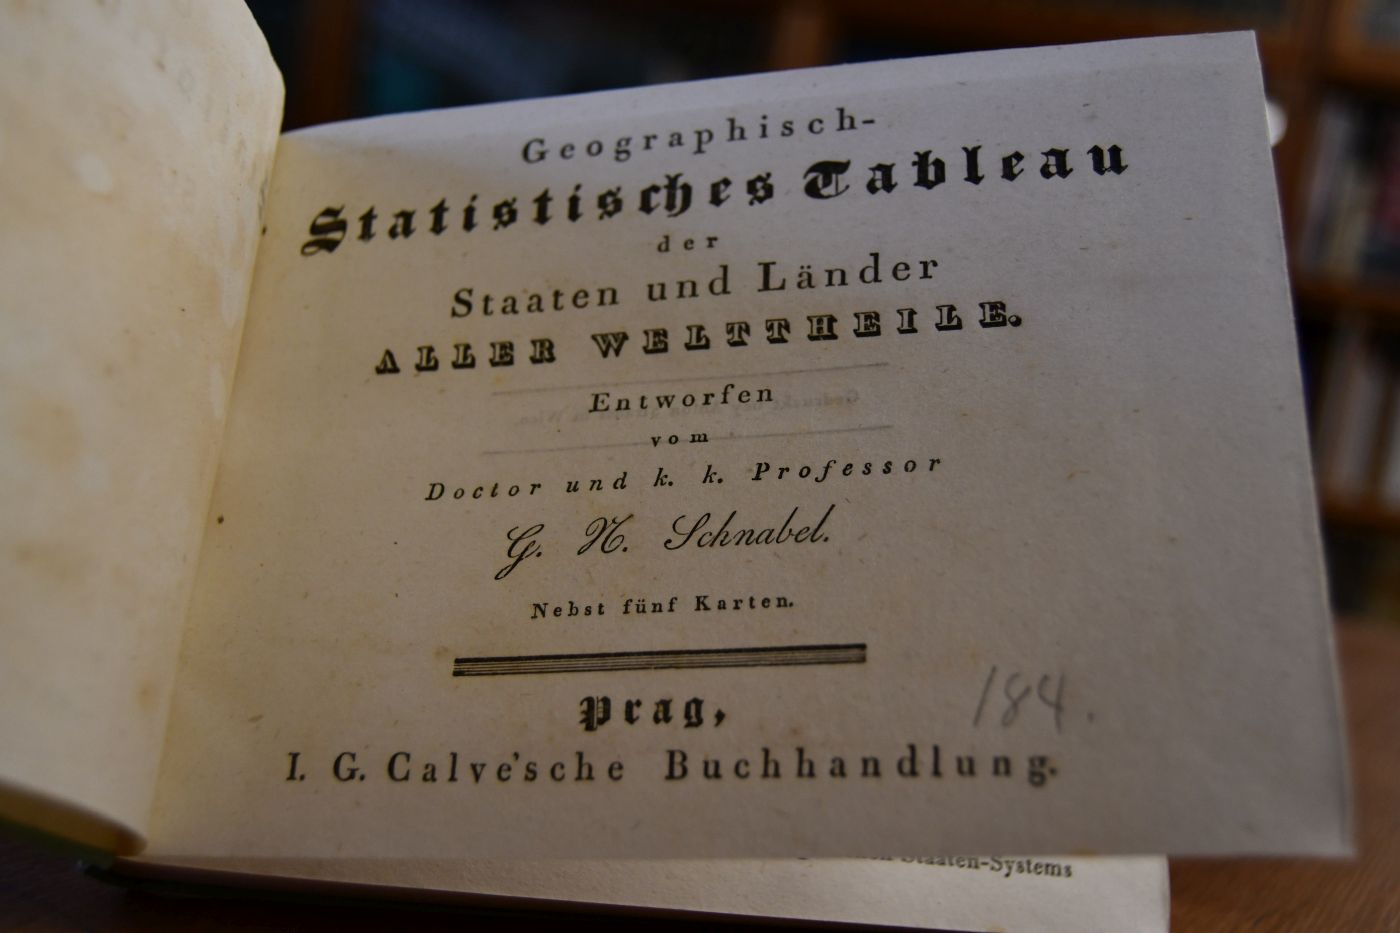 Geographisch-
Statistisches Tableau
der
Staaten und Länder
ALLER WELTTHEILE.
Entworfen
vom
Doctor und k. k. Professor
G. N. Schnabel.
Nebst fünf Karten.
184.
Prag,
I. G. Calve'sche Buchhandlung.
Staaten-Systems